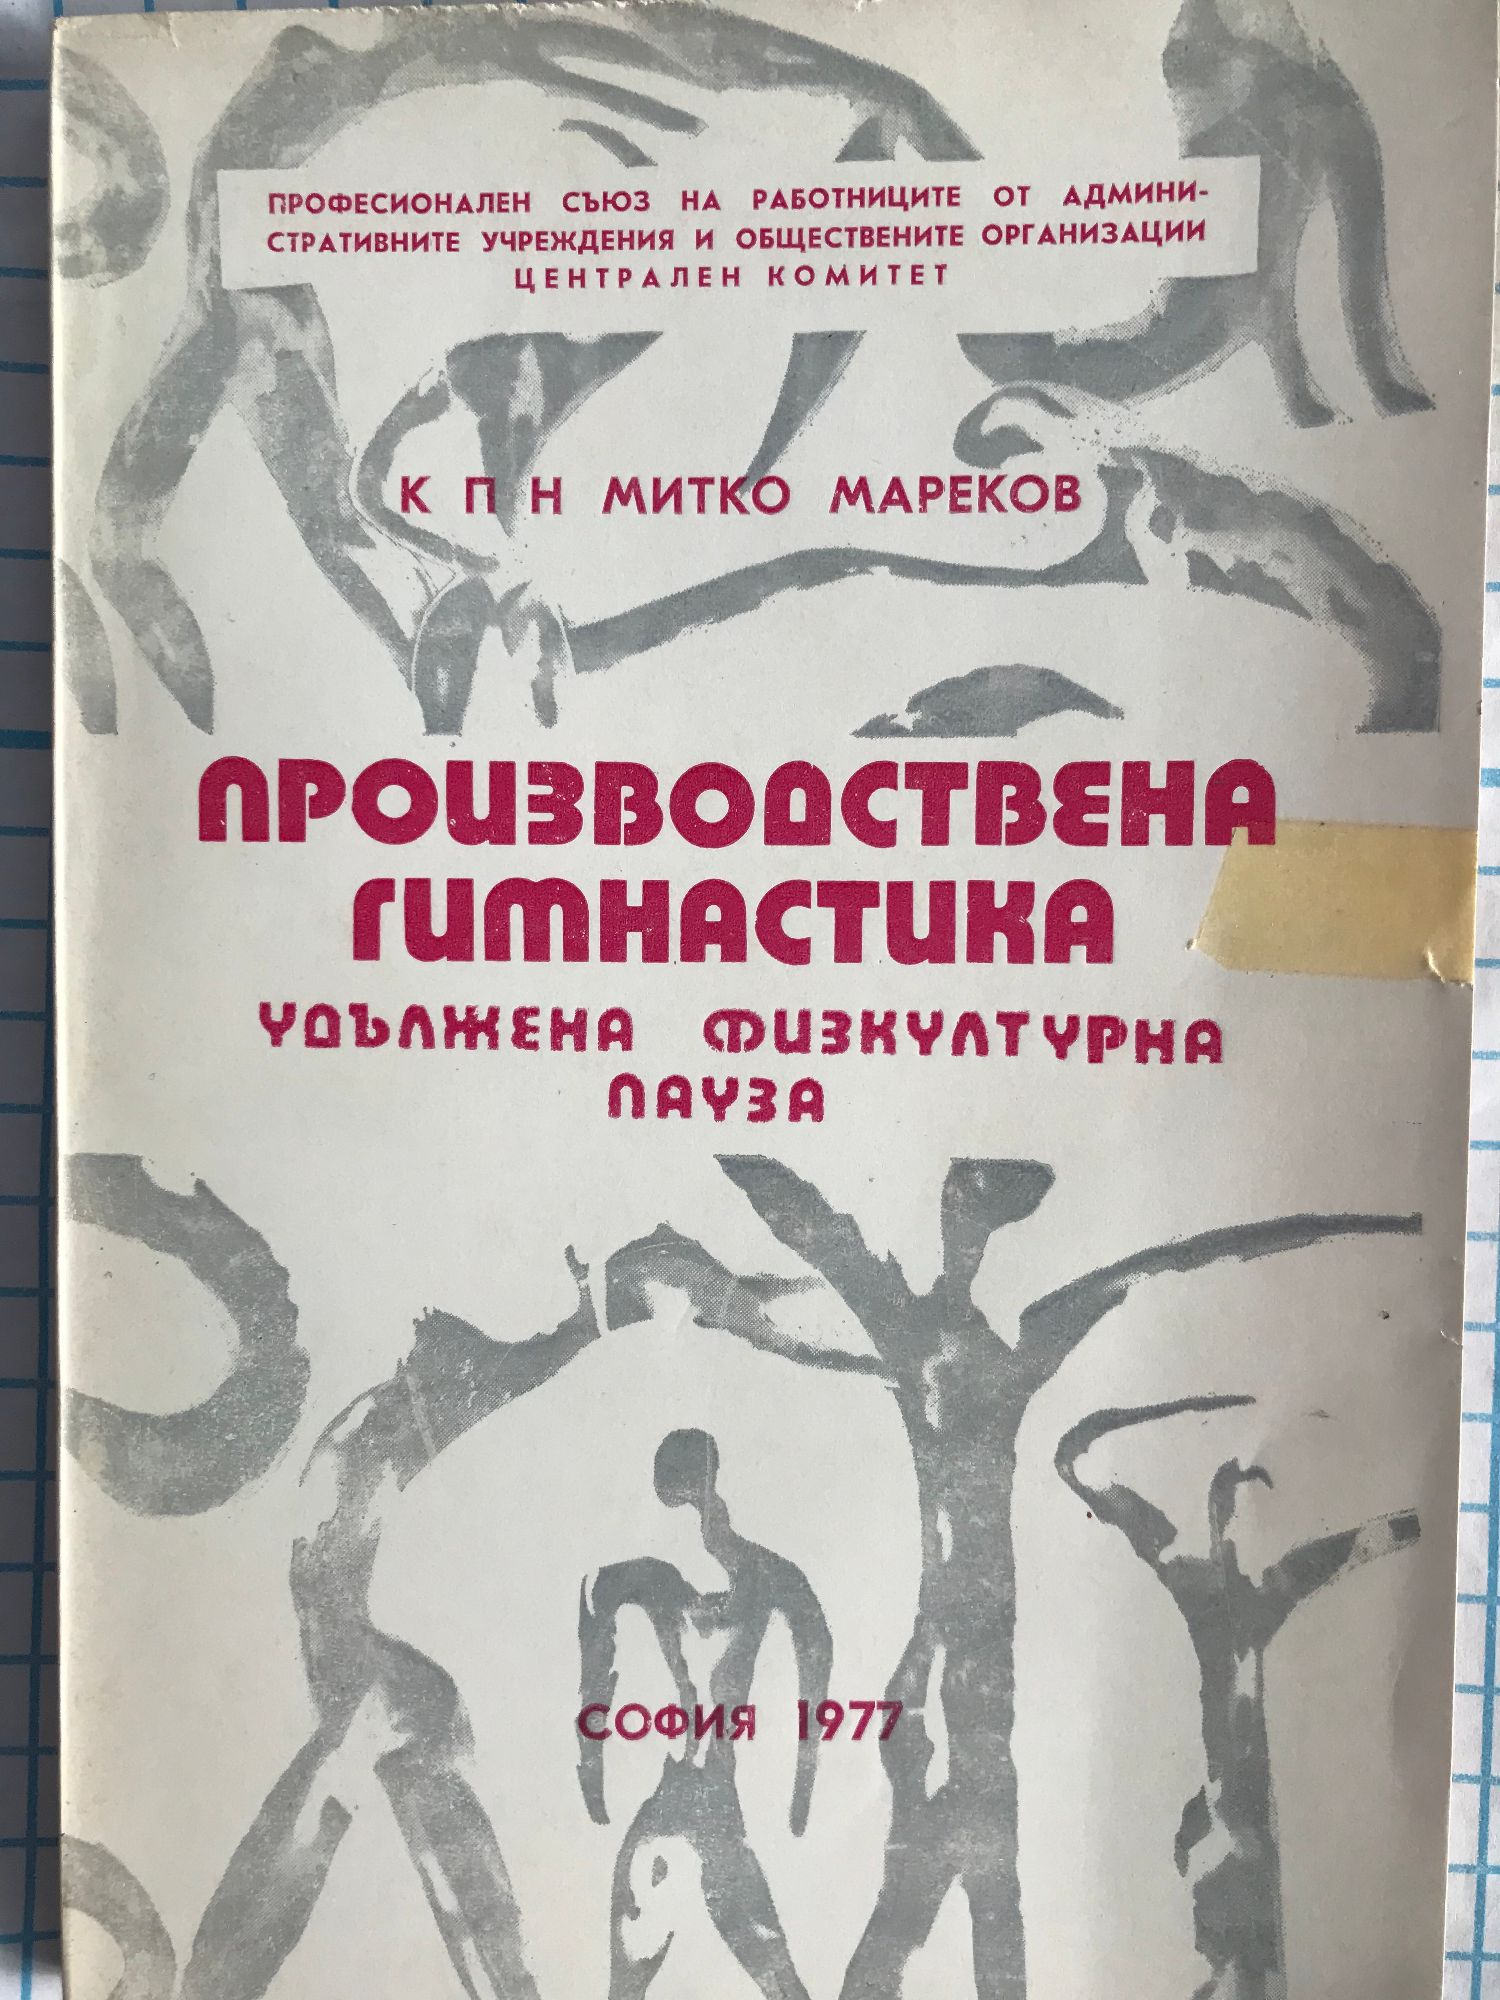 ПРОФЕСИОНАЛЕН СЪЮЗ НА РАБОТНИЦИТЕ ОТ АДМИНИ-
СТРАТИВНИТЕ УЧРЕЖДЕНИЯ И ОБЩЕСТВЕНИТЕ ОРГАНИЗАЦИИ
ЦЕНТРАЛЕН КОМИТЕТ
К П Н МИТКО МАРЕКОВ
ПРОИЗВОДСТВЕНА
ГИМНАСТИКА
УДЪЛЖЕНА ФИЗКУЛТУРНА
ПАУЗА
СОФИЯ 1977